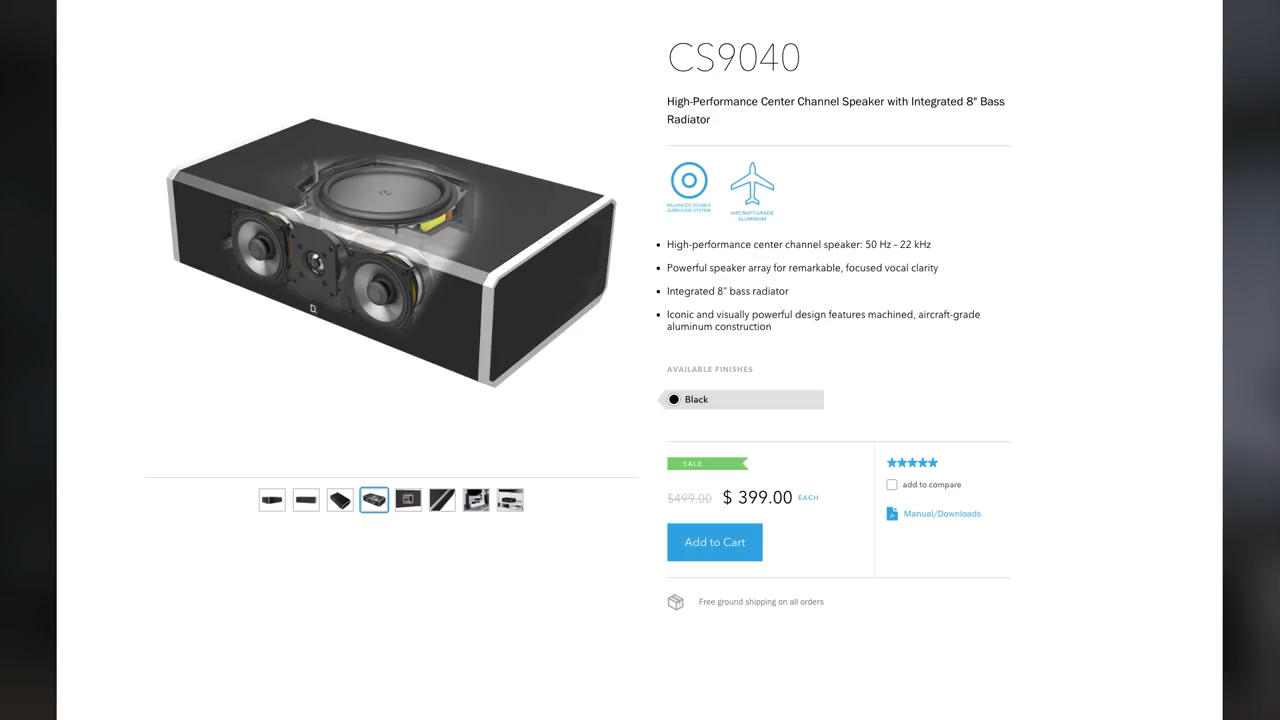 CS9040
High-Performance Center Channel Speaker with Integrated 8" Bass
Radiator
BALANCED DOUBLE
SURROUND SYSTEM
AIRCRAFT-GRADE
ALUMINUM
• High-performance center channel speaker: 50 Hz – 22 kHz
• Powerful speaker array for remarkable, focused vocal clarity
• Integrated 8” bass radiator
• Iconic and visually powerful design features machined, aircraft-grade
aluminum construction
AVAILABLE FINISHES
Black
SALE
$499.00 $ 399.00 EACH
add to compare
Manual/Downloads
Add to Cart
Free ground shipping on all orders
D